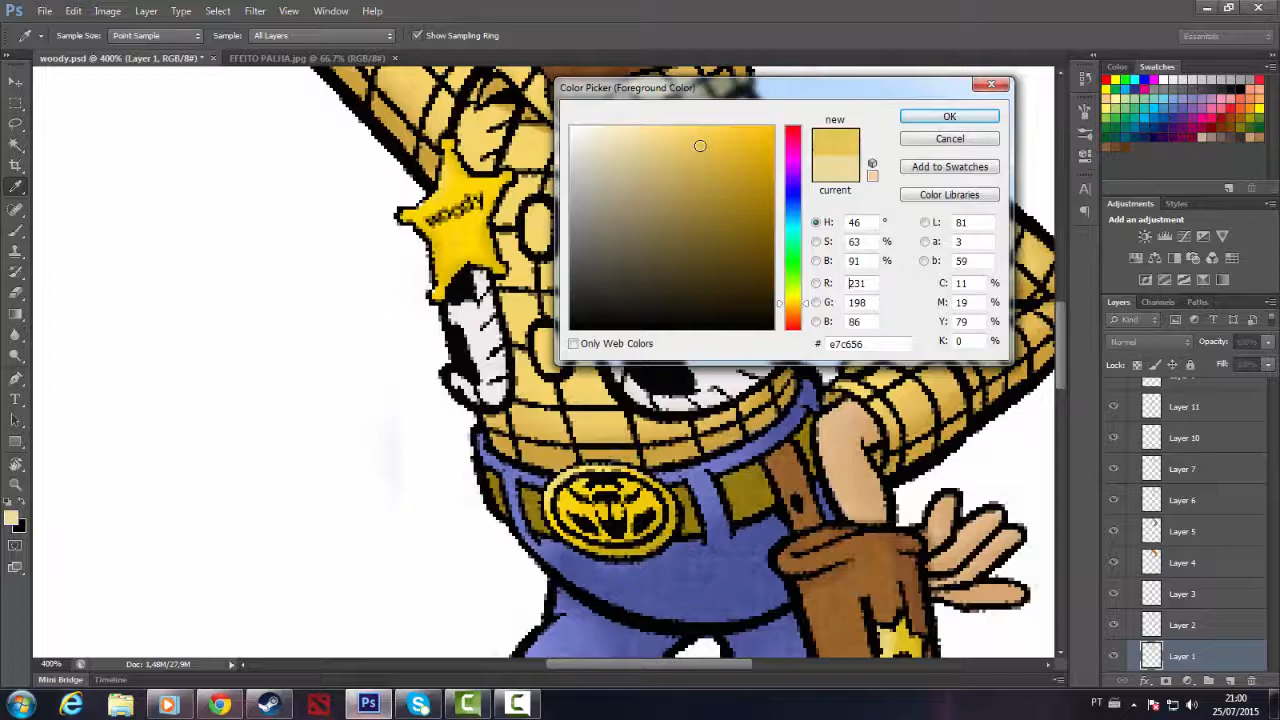 Ps File Edit Image Layer Type Select Filter View Window Help
Sample Size: Point Sample Sample: All Layers Show Sampling Ring Essentials
woody.psd @ 400% (Layer 1, RGB/8#) * × EFEITO PALHA.jpg @ 66.7% (RGB/8#) ×
Color Swatches
Color Picker (Foreground Color)
new
OK
Cancel
Add to Swatches
current
Color Libraries
H: 46 ° L: 81
S: 63 % a: 3
B: 91 % b: 59
R: 231 C: 11 %
G: 198 M: 19 %
B: 86 Y: 79 %
Only Web Colors # e7c656 K: 0 %
WOODY
Adjustments Styles
Add an adjustment
Layers Channels Paths
Kind
Normal Opacity:
Lock: Fill:
Layer 11
Layer 10
Layer 7
Layer 6
Layer 5
Layer 4
Layer 3
Layer 2
Layer 1
400% Doc: 1,48M/27,9M
Mini Bridge Timeline
Ps
PT
21:00
25/07/2015